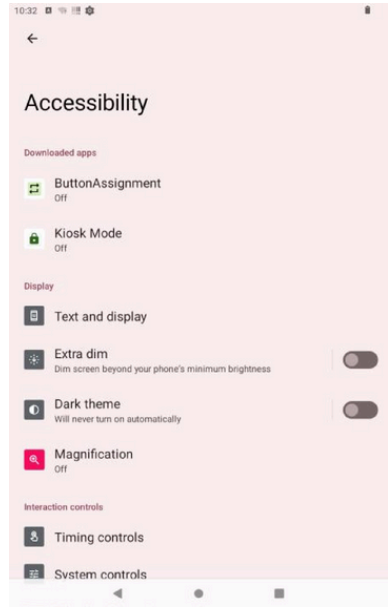 10:32
Accessibility
Downloaded apps
ButtonAssignment
Off
Kiosk Mode
Off
Display
Text and display
Extra dim
Dim screen beyond your phone's minimum brightness
Dark theme
Will never turn on automatically
Magnification
Off
Interaction controls
Timing controls
System controls